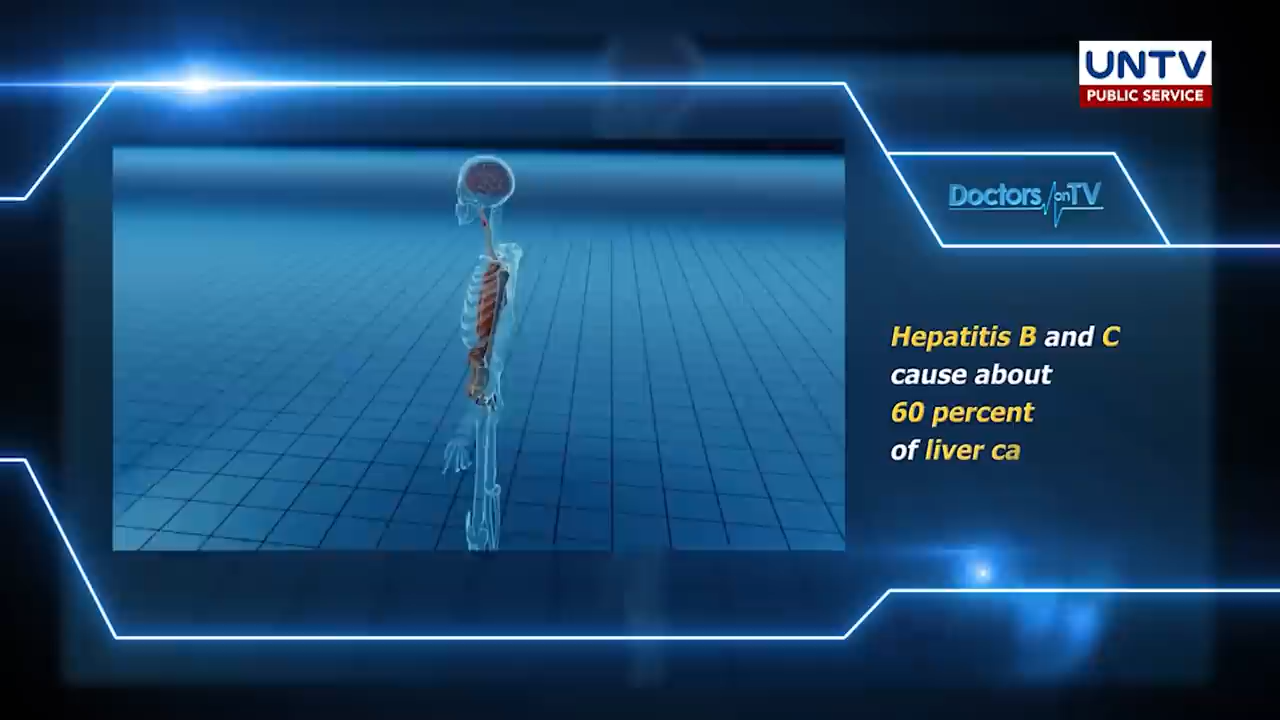 UNTV
PUBLIC SERVICE
Doctors on TV
Hepatitis B and C
cause about
60 percent
of liver ca